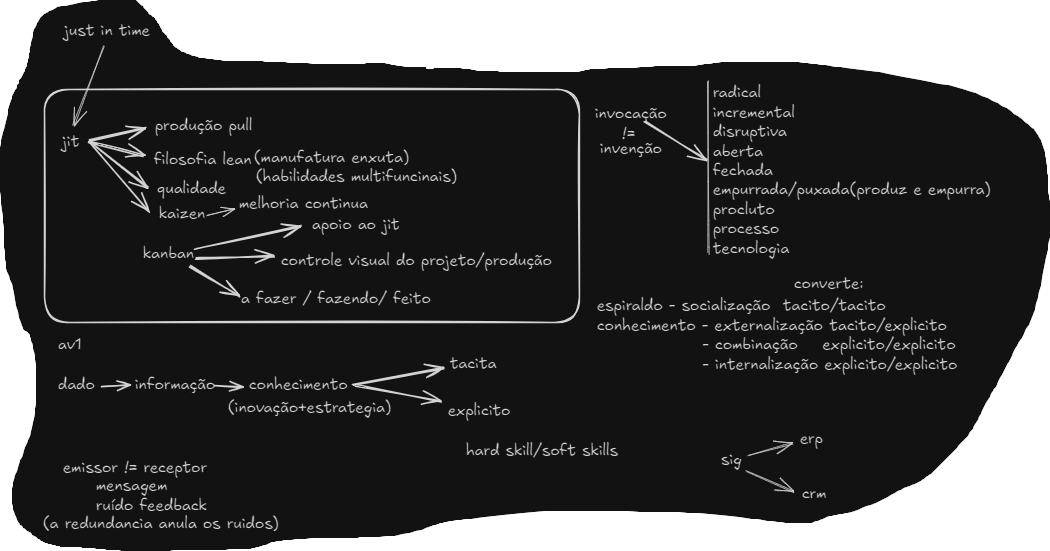 just in time
jit
produção pull
filosofia lean (manufatura enxuta)
(habilidades multifuncinais)
qualidade
kaizen melhoria continua
kanban
apoio ao jit
controle visual do projeto/produção
a fazer / fazendo/ feito
invocação
!=
invenção
radical
incremental
disruptiva
aberta
fechada
empurrada/puxada(produz e empurra)
procluto
processo
tecnologia
converte:
espiraldo - socialização tacito/tacito
conhecimento - externalização tacito/explicito
- combinação explicito/explicito
- internalização explicito/explicito
av1
dado informação conhecimento
(inovação+estrategia)
tacita
explicito
hard skill/soft skills
emissor != receptor
mensagem
ruído feedback
(a redundancia anula os ruidos)
sig
erp
crm